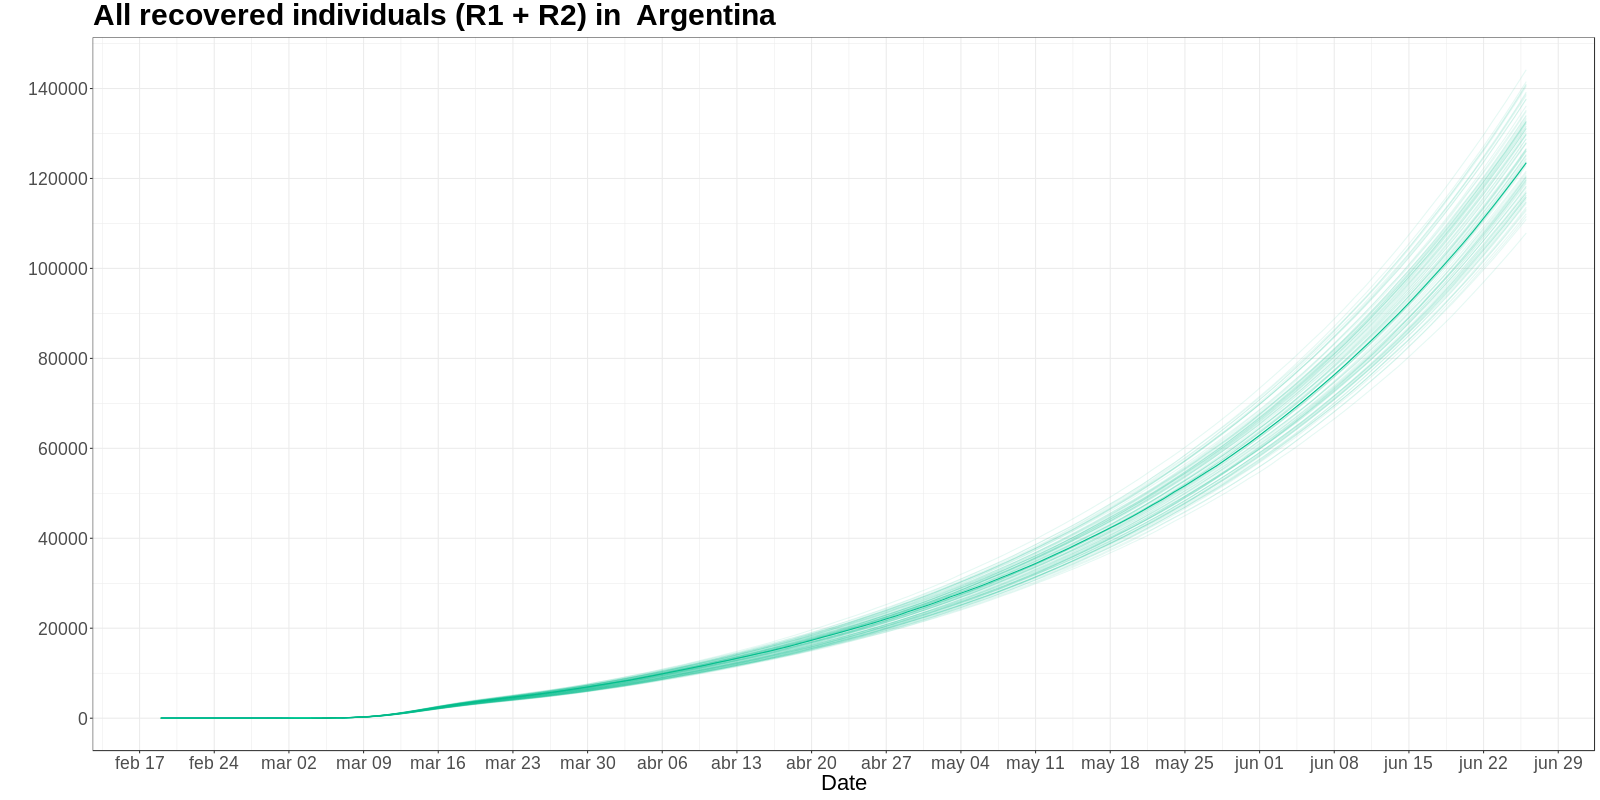 All recovered individuals (R1 + R2) in  Argentina
140000
120000
100000
80000
60000
40000
20000
0
feb 17 feb 24 mar 02 mar 09 mar 16 mar 23 mar 30 abr 06 abr 13 abr 20 abr 27 may 04 may 11 may 18 may 25 jun 01 jun 08 jun 15 jun 22 jun 29
Date